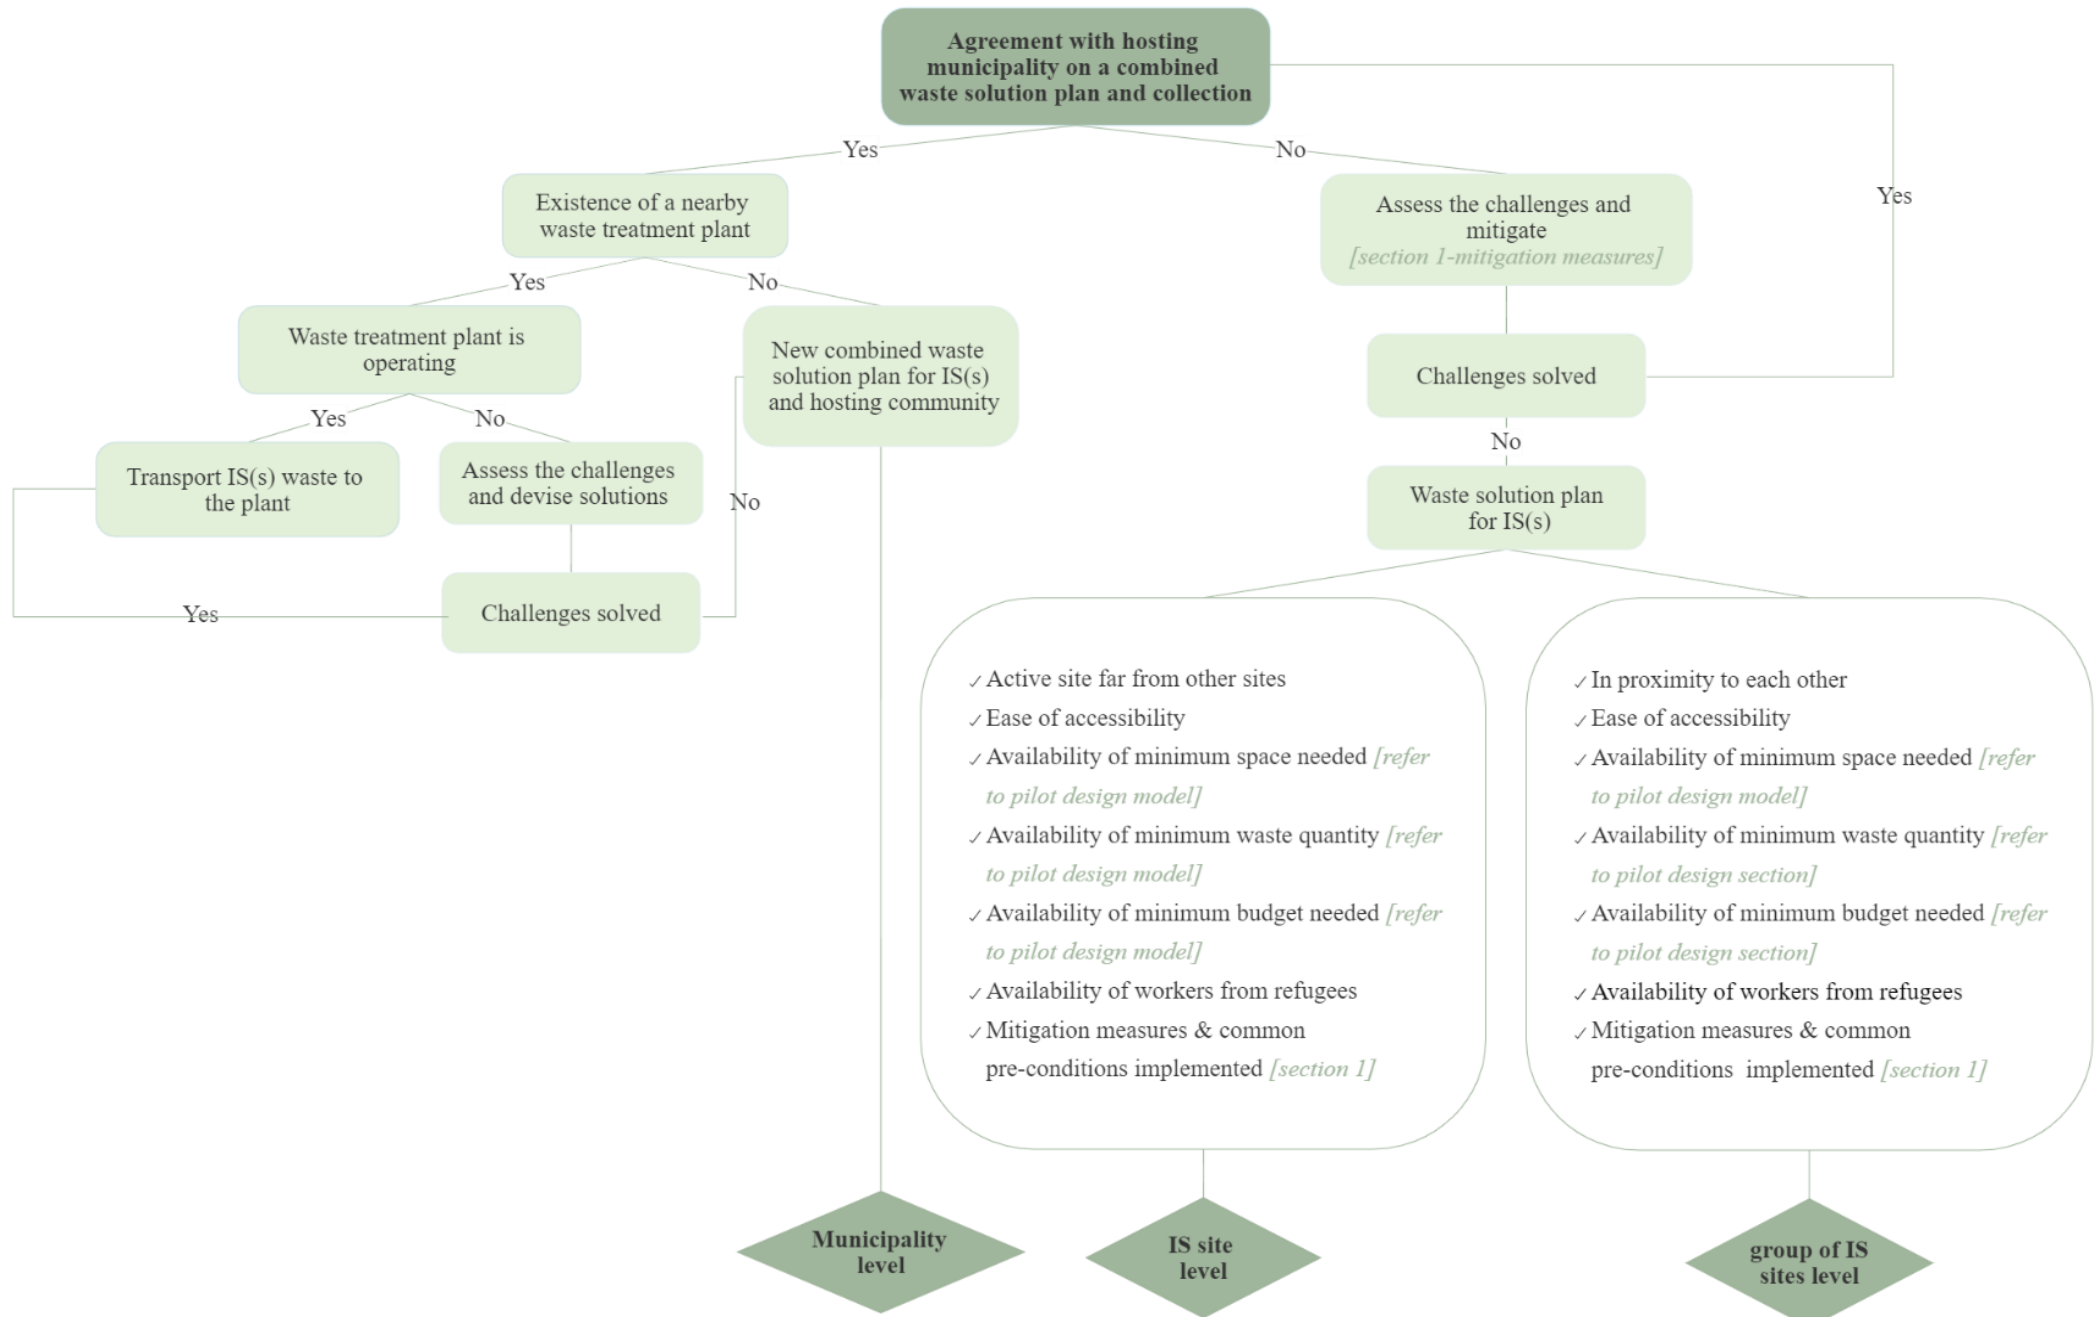 Agreement with hosting
municipality on a combined
waste solution plan and collection
Yes
No
Yes
Existence of a nearby
waste treatment plant
Assess the challenges and
mitigate
[section 1-mitigation measures]
Yes
No
Waste treatment plant is
operating
New combined waste
solution plan for IS(s)
and hosting community
Challenges solved
Yes
No
No
Transport IS(s) waste to
the plant
Assess the challenges
and devise solutions
No
Waste solution plan
for IS(s)
Yes
Challenges solved
✓ Active site far from other sites
✓ Ease of accessibility
✓ Availability of minimum space needed [refer
to pilot design model]
✓ Availability of minimum waste quantity [refer
to pilot design model]
✓ Availability of minimum budget needed [refer
to pilot design model]
✓ Availability of workers from refugees
✓ Mitigation measures & common
pre-conditions implemented [section 1]
✓ In proximity to each other
✓ Ease of accessibility
✓ Availability of minimum space needed [refer
to pilot design model]
✓ Availability of minimum waste quantity [refer
to pilot design section]
✓ Availability of minimum budget needed [refer
to pilot design section]
✓ Availability of workers from refugees
✓ Mitigation measures & common
pre-conditions implemented [section 1]
Municipality
level
IS site
level
group of IS
sites level